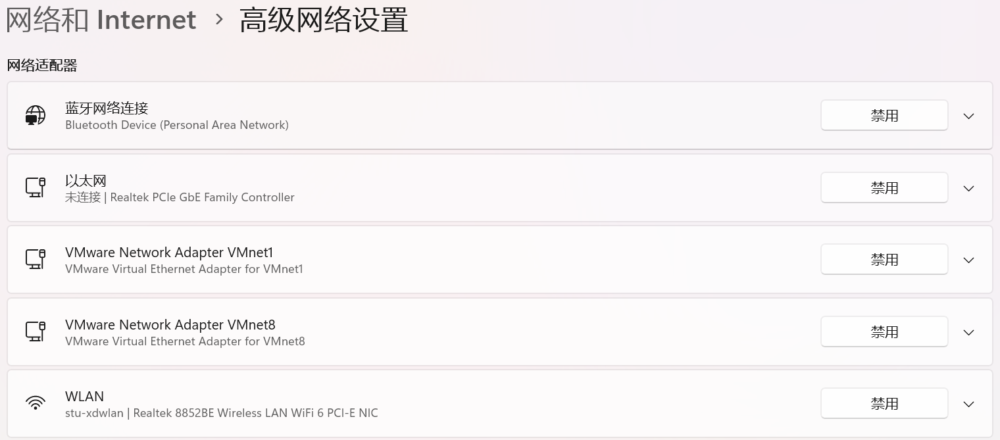 网络和 Internet › 高级网络设置
网络适配器
蓝牙网络连接
Bluetooth Device (Personal Area Network)
禁用
以太网
未连接 | Realtek PCIe GbE Family Controller
禁用
VMware Network Adapter VMnet1
VMware Virtual Ethernet Adapter for VMnet1
禁用
VMware Network Adapter VMnet8
VMware Virtual Ethernet Adapter for VMnet8
禁用
WLAN
stu-xdwlan | Realtek 8852BE Wireless LAN WiFi 6 PCI-E NIC
禁用